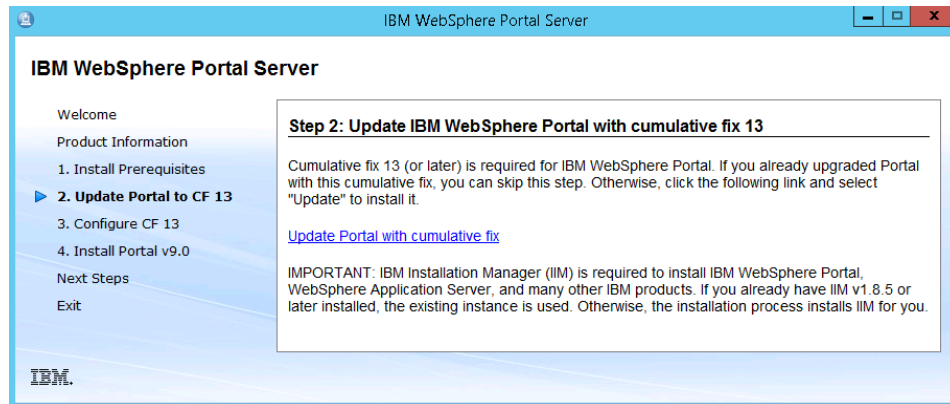 IBM WebSphere Portal Server
IBM WebSphere Portal Server
Welcome
Product Information
1. Install Prerequisites
2. Update Portal to CF 13
3. Configure CF 13
4. Install Portal v9.0
Next Steps
Exit
IBM.
Step 2: Update IBM WebSphere Portal with cumulative fix 13
Cumulative fix 13 (or later) is required for IBM WebSphere Portal. If you already upgraded Portal
with this cumulative fix, you can skip this step. Otherwise, click the following link and select
"Update" to install it.
Update Portal with cumulative fix
IMPORTANT: IBM Installation Manager (IIM) is required to install IBM WebSphere Portal,
WebSphere Application Server, and many other IBM products. If you already have IIM v1.8.5 or
later installed, the existing instance is used. Otherwise, the installation process installs IIM for you.